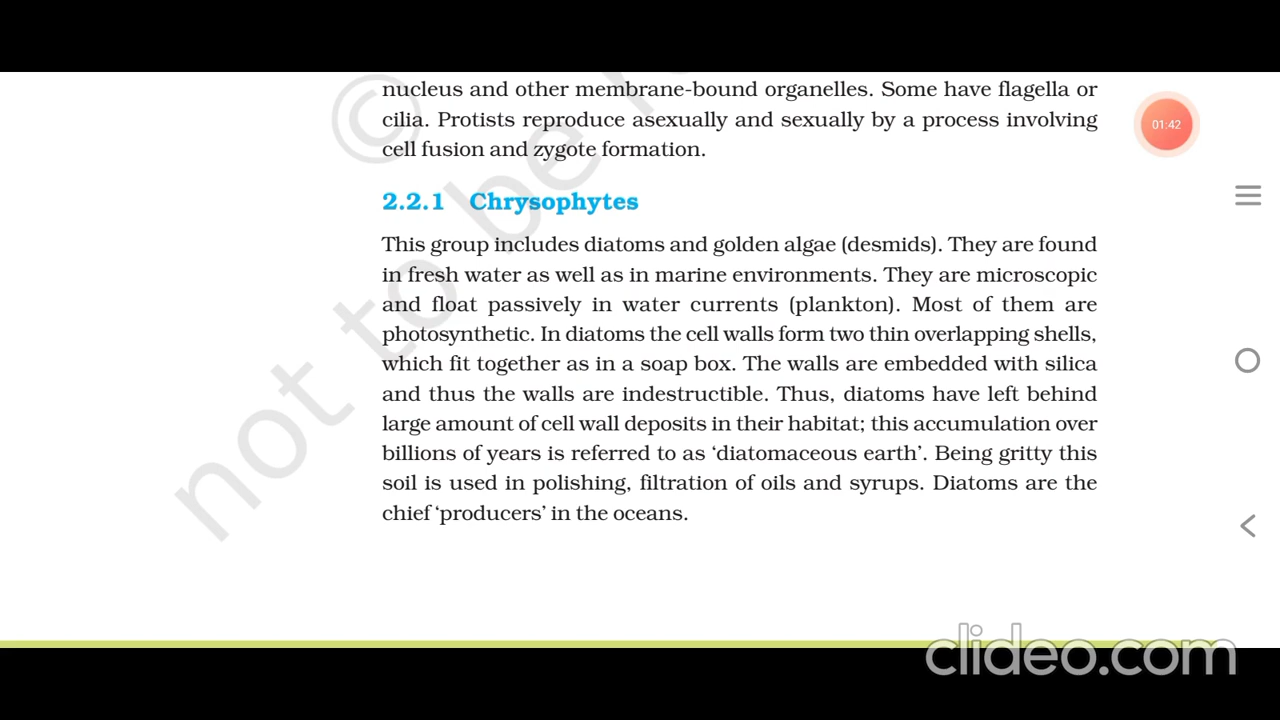 nucleus and other membrane-bound organelles. Some have flagella or
cilia. Protists reproduce asexually and sexually by a process involving
cell fusion and zygote formation.
01:42
2.2.1 Chrysophytes
This group includes diatoms and golden algae (desmids). They are found
in fresh water as well as in marine environments. They are microscopic
and float passively in water currents (plankton). Most of them are
photosynthetic. In diatoms the cell walls form two thin overlapping shells,
which fit together as in a soap box. The walls are embedded with silica
and thus the walls are indestructible. Thus, diatoms have left behind
large amount of cell wall deposits in their habitat; this accumulation over
billions of years is referred to as ‘diatomaceous earth’. Being gritty this
soil is used in polishing, filtration of oils and syrups. Diatoms are the
chief ‘producers’ in the oceans.
© not to be
clideo.com